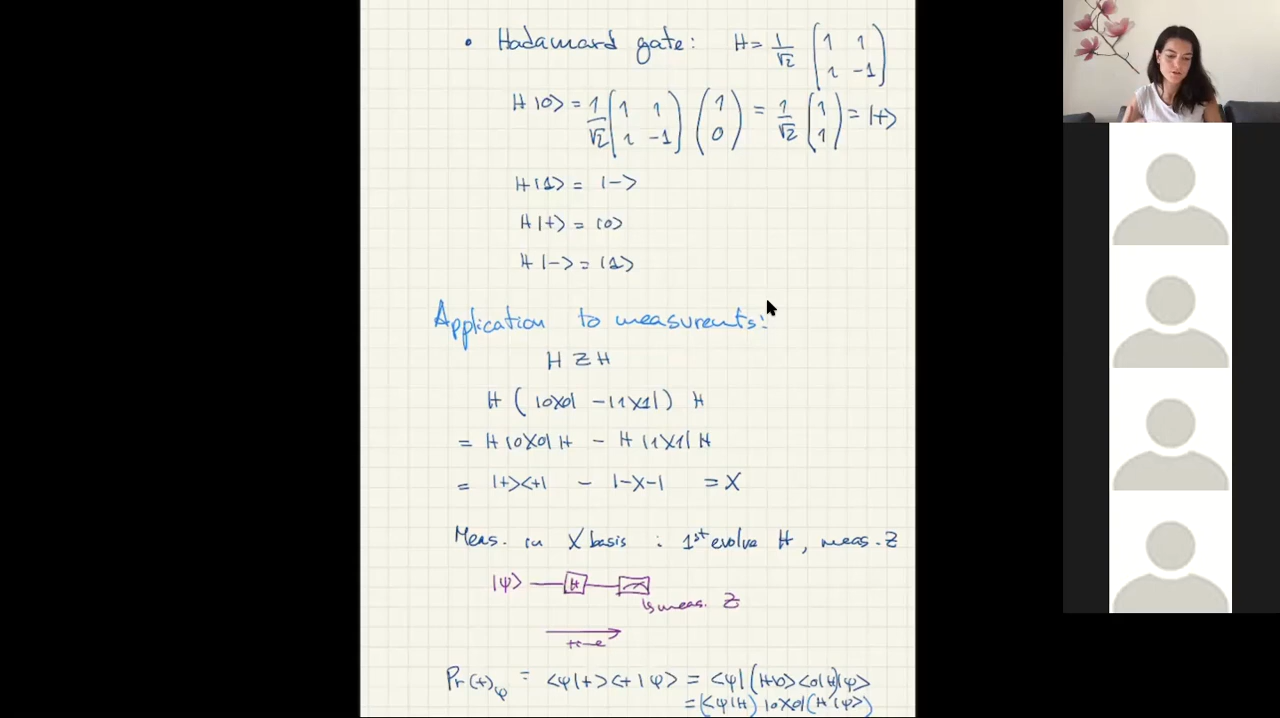 • Hadamard gate: H = 1/√2 (1 1 1 -1)
H|0> = 1/√2 (1 1 1 -1) (1 0) = 1/√2 (1 1) = |+>
H|1> = |->
H|+> = |0>
H|-> = |1>
Application to measurents:
H Z H
H (|0X0| - |1X1|) H
= H|0X0|H - H|1X1|H
= |+><+| - |-X-| = X
Meas. in X basis : 1st evolve H, meas. Z
|ψ> H
↳ meas. Z
time
Pr(+)ψ = <ψ|+><+|ψ> = <ψ|(H|0><0|H)|ψ>
= (<ψ|H) |0X0| (H|ψ>)